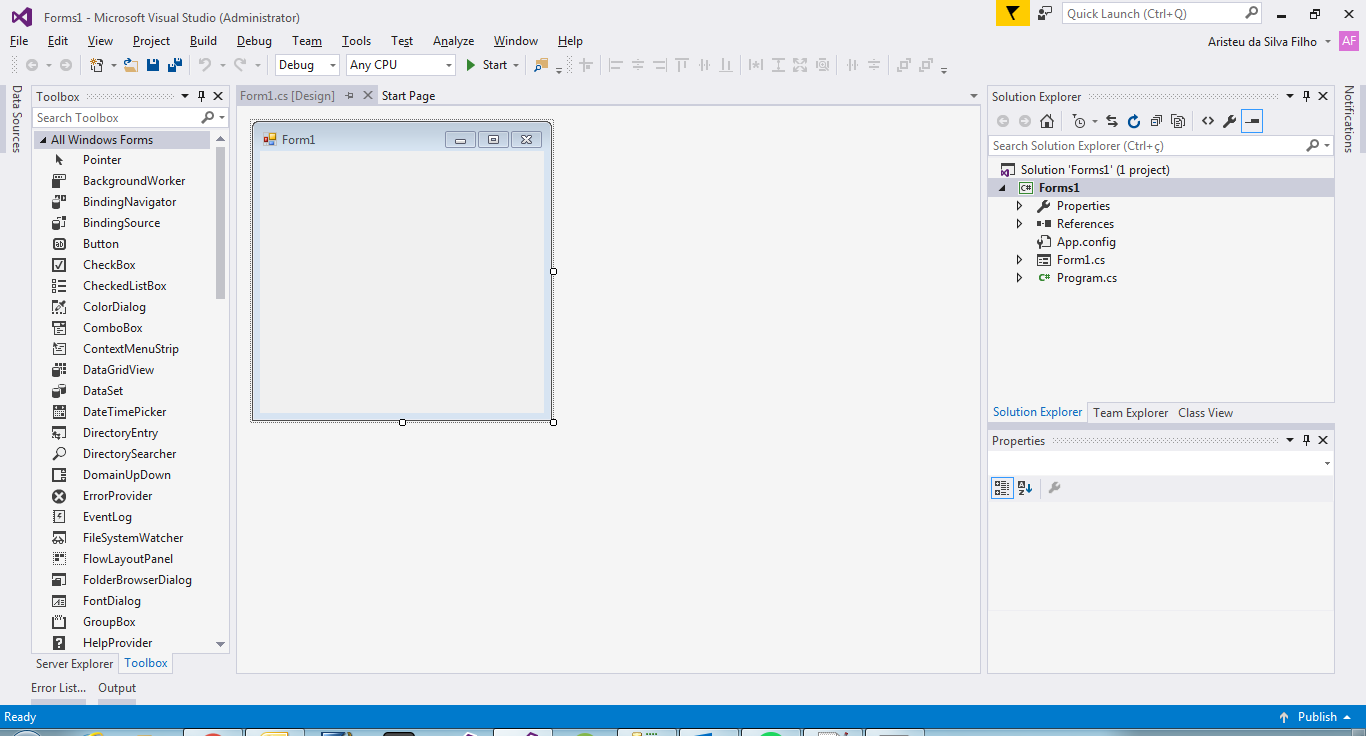 Forms1 - Microsoft Visual Studio (Administrator)
Quick Launch (Ctrl+Q)
File Edit View Project Build Debug Team Tools Test Analyze Window Help
Aristeu da Silva Filho AF
Debug Any CPU Start
Data Sources
Toolbox
Search Toolbox
All Windows Forms
Pointer
BackgroundWorker
BindingNavigator
BindingSource
Button
CheckBox
CheckedListBox
ColorDialog
ComboBox
ContextMenuStrip
DataGridView
DataSet
DateTimePicker
DirectoryEntry
DirectorySearcher
DomainUpDown
ErrorProvider
EventLog
FileSystemWatcher
FlowLayoutPanel
FolderBrowserDialog
FontDialog
GroupBox
HelpProvider
Server Explorer Toolbox
Error List... Output
Form1.cs [Design] Start Page
Form1
Solution Explorer
Search Solution Explorer (Ctrl+ç)
Solution 'Forms1' (1 project)
C# Forms1
Properties
References
App.config
Form1.cs
C# Program.cs
Solution Explorer Team Explorer Class View
Properties
Notifications
Ready
Publish